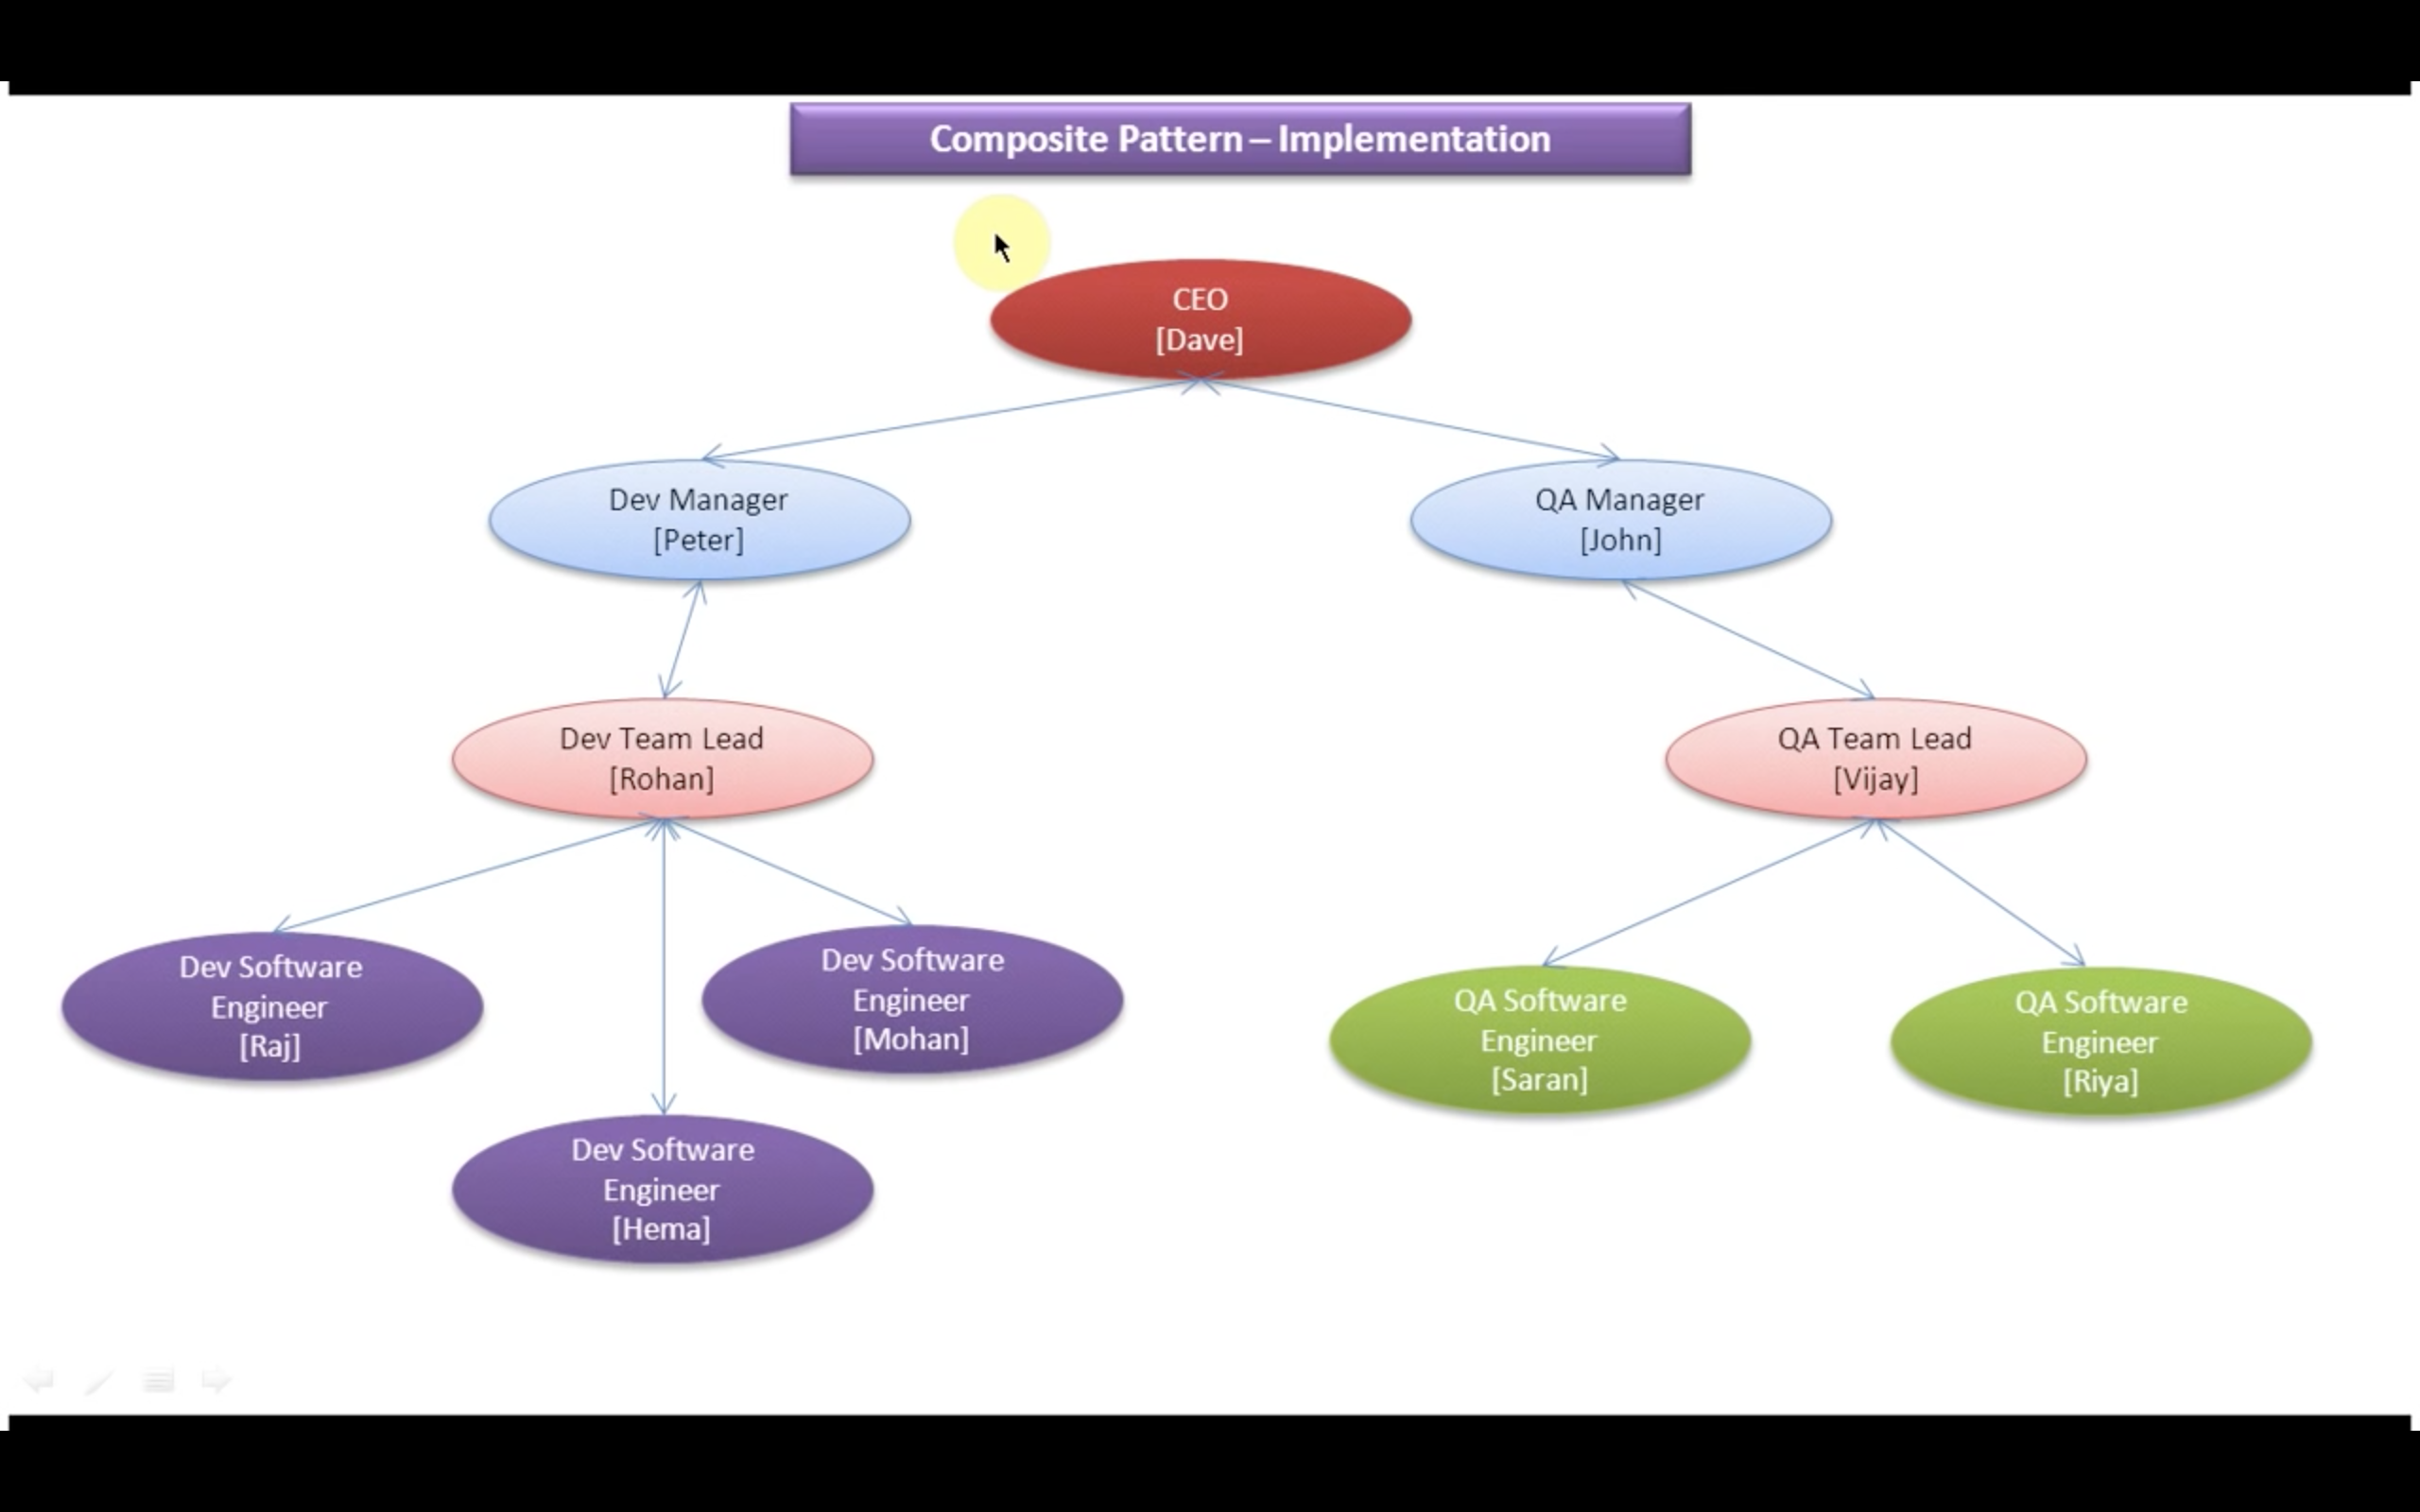 Composite Pattern – Implementation
CEO
[Dave]
Dev Manager
[Peter]
QA Manager
[John]
Dev Team Lead
[Rohan]
QA Team Lead
[Vijay]
Dev Software
Engineer
[Raj]
Dev Software
Engineer
[Mohan]
QA Software
Engineer
[Saran]
QA Software
Engineer
[Riya]
Dev Software
Engineer
[Hema]